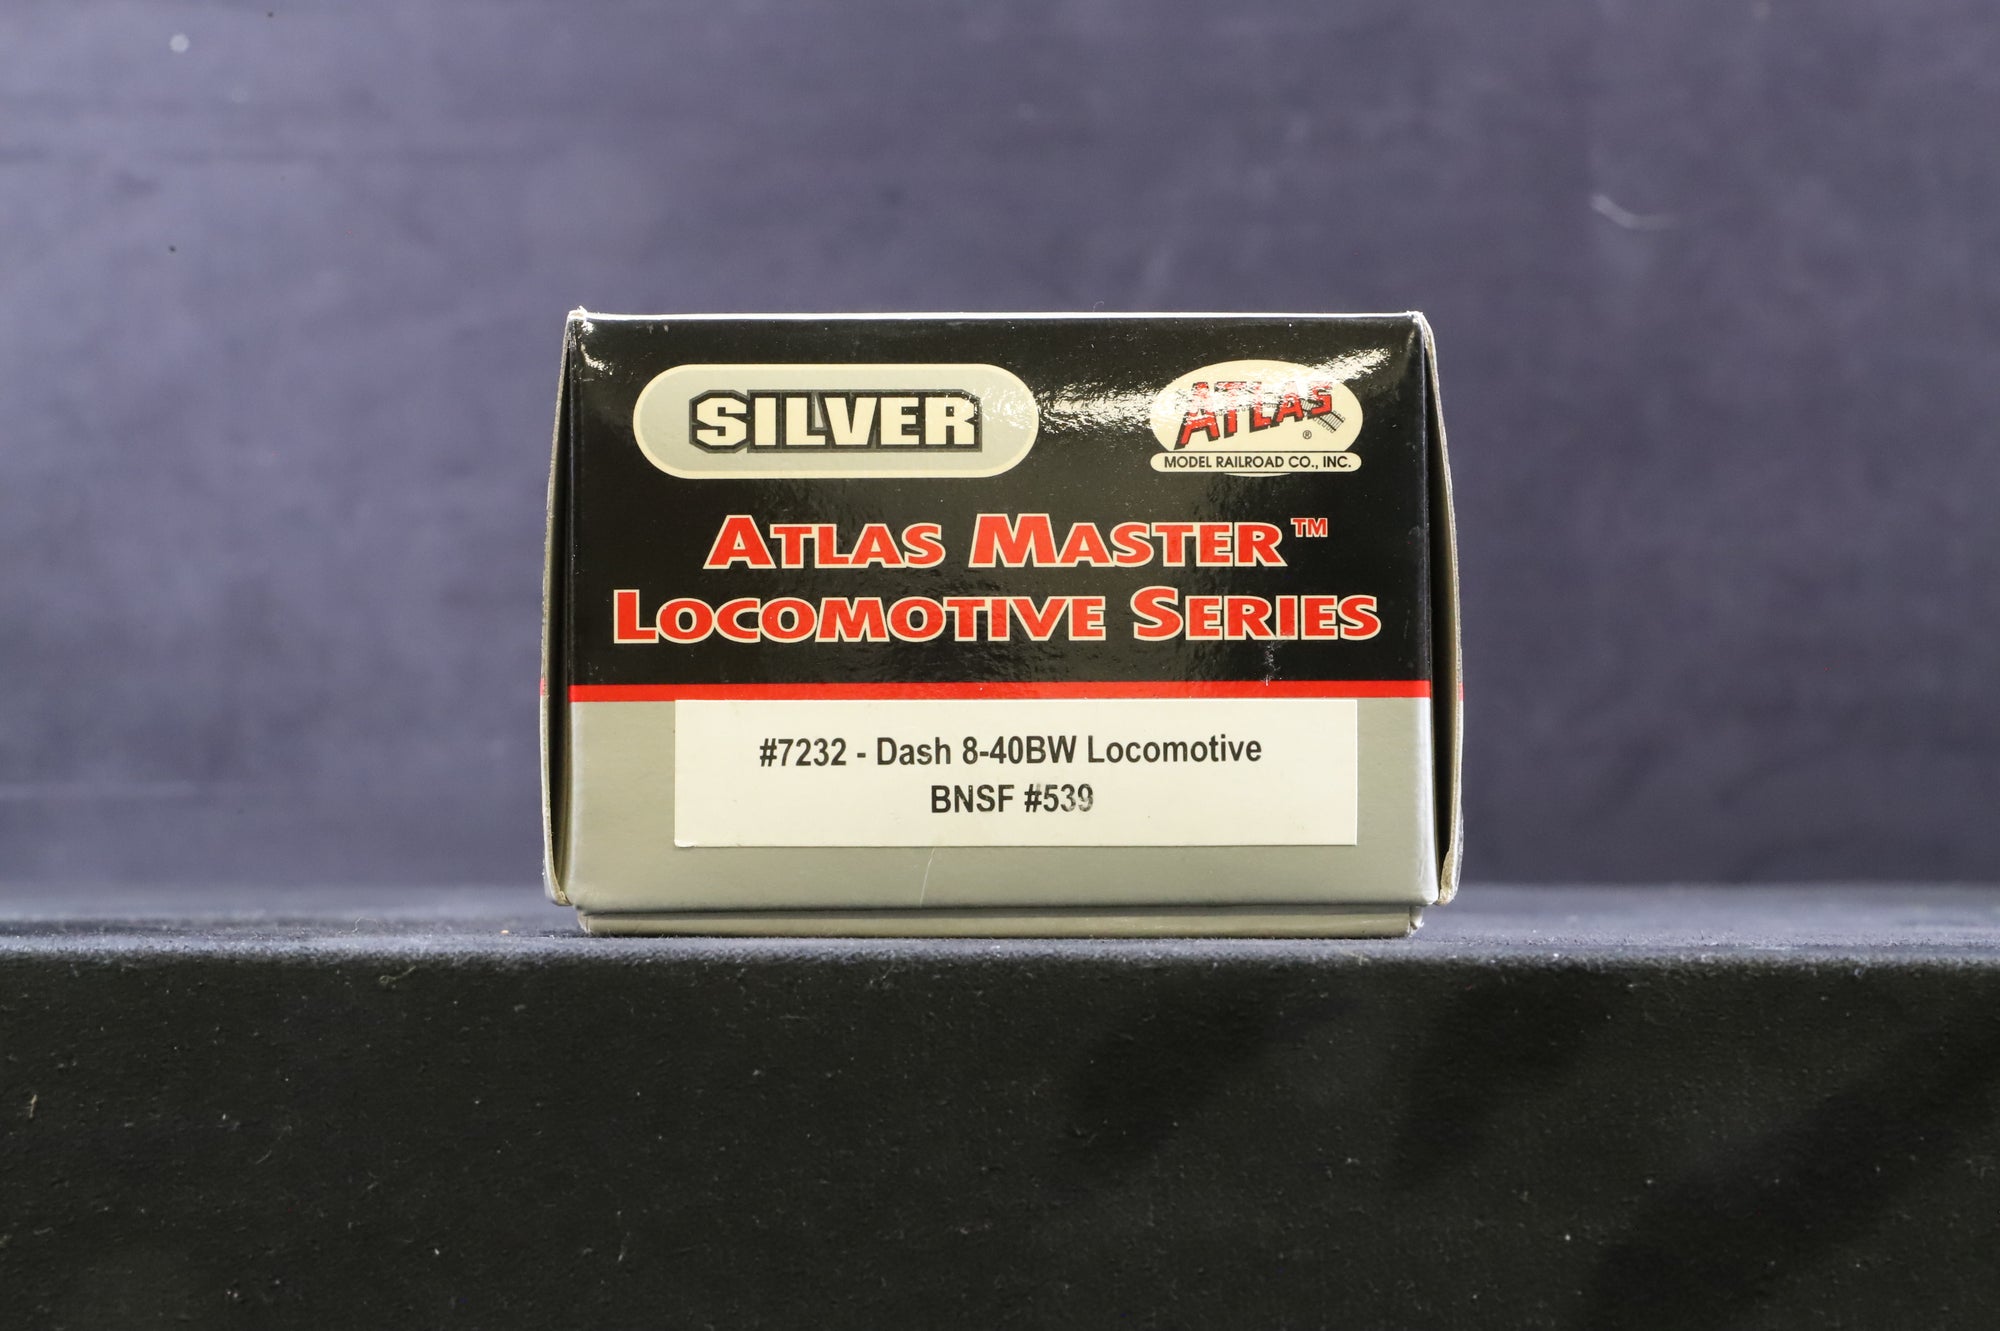 SILVER
ATLAS
®
MODEL RAILROAD CO., INC.
ATLAS MASTER™
LOCOMOTIVE SERIES
#7232 - Dash 8-40BW Locomotive
BNSF #539